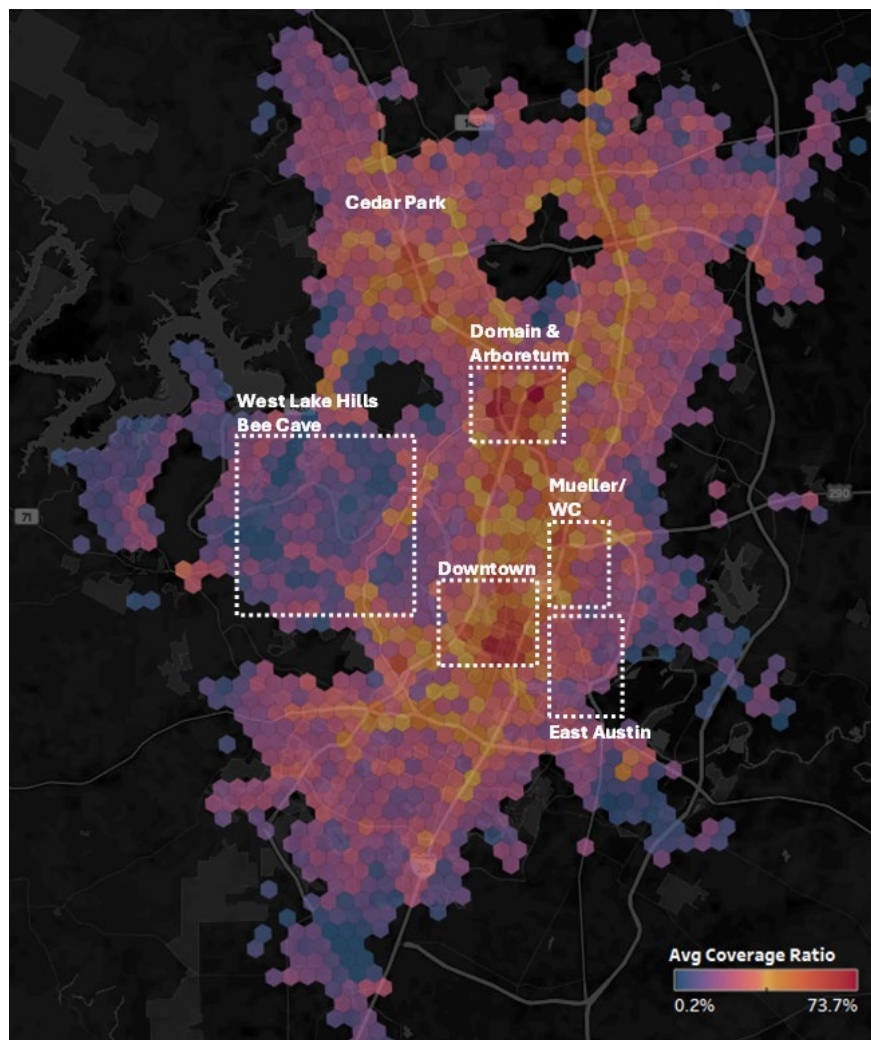 Cedar Park
Domain &
Arboretum
West Lake Hills
Bee Cave
Mueller/
WC
290
71
Downtown
East Austin
Avg Coverage Ratio
0.2%
73.7%